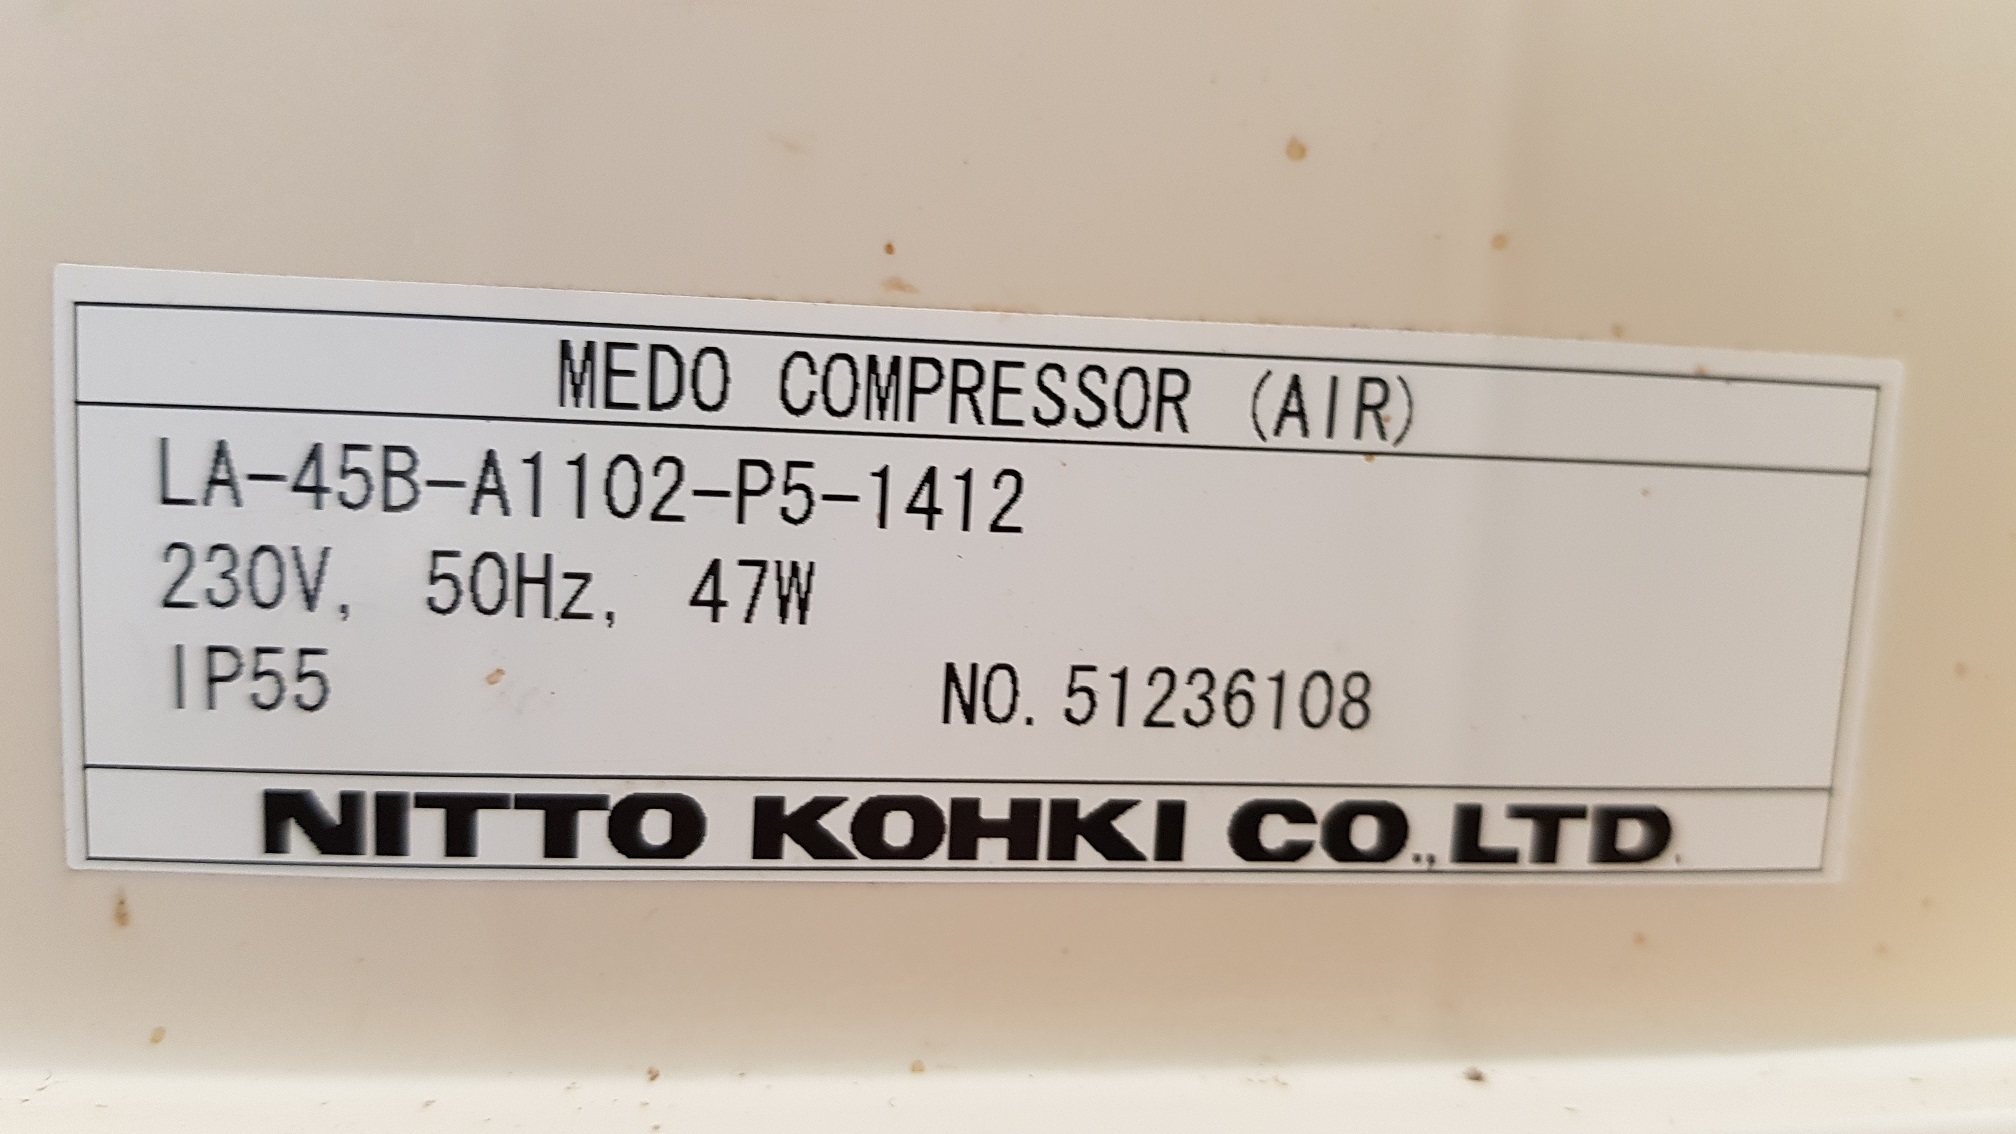 MEDO COMPRESSOR (AIR)
LA-45B-A1102-P5-1412
230V, 50Hz, 47W
IP55 NO. 51236108
NITTO KOHKI CO., LTD.